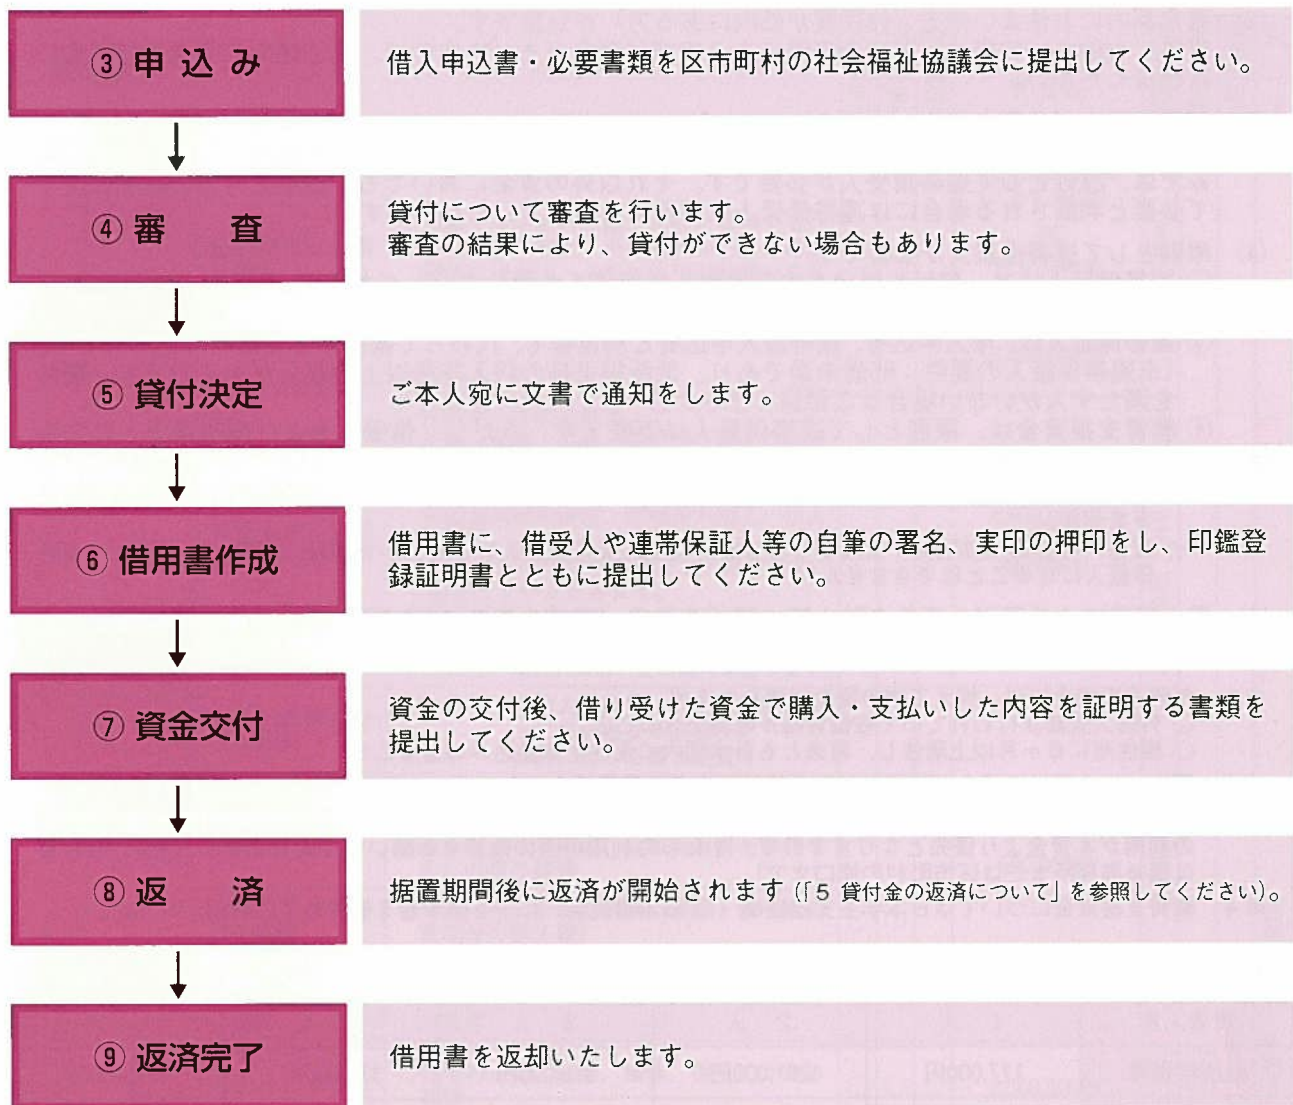 ③ 申込み
借入申込書・必要書類を区市町村の社会福祉協議会に提出してください。
④ 審査
貸付について審査を行います。
審査の結果により、貸付ができない場合もあります。
⑤ 貸付決定
ご本人宛に文書で通知をします。
⑥ 借用書作成
借用書に、借受人や連帯保証人等の自筆の署名、実印の押印をし、印鑑登
録証明書とともに提出してください。
⑦ 資金交付
資金の交付後、借り受けた資金で購入・支払いした内容を証明する書類を
提出してください。
⑧ 返済
据置期間後に返済が開始されます(「5 貸付金の返済について」を参照してください)。
⑨ 返済完了
借用書を返却いたします。